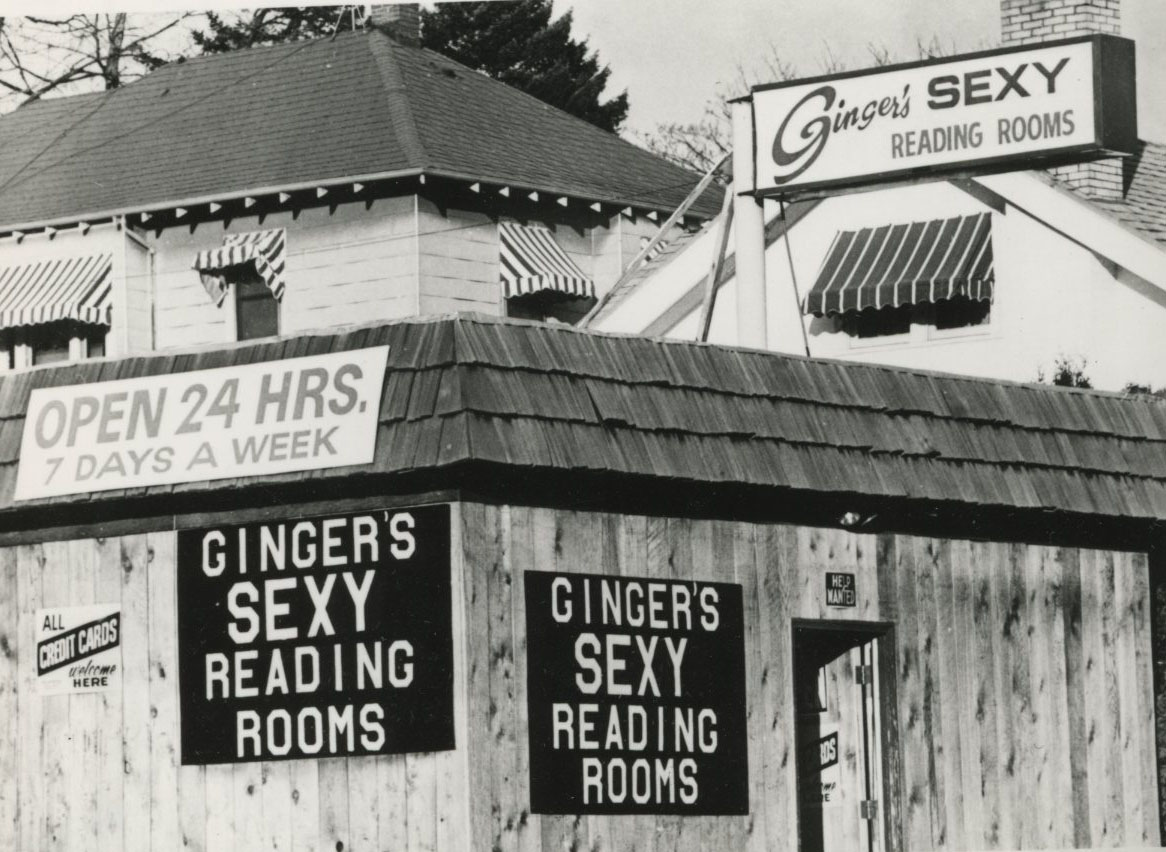 Ginger's SEXY
READING ROOMS
OPEN 24 HRS.
7 DAYS A WEEK
GINGER'S
SEXY
READING
ROOMS
GINGER'S
SEXY
READING
ROOMS
ALL
CREDIT CARDS
welcome
HERE
HELP
WANTED